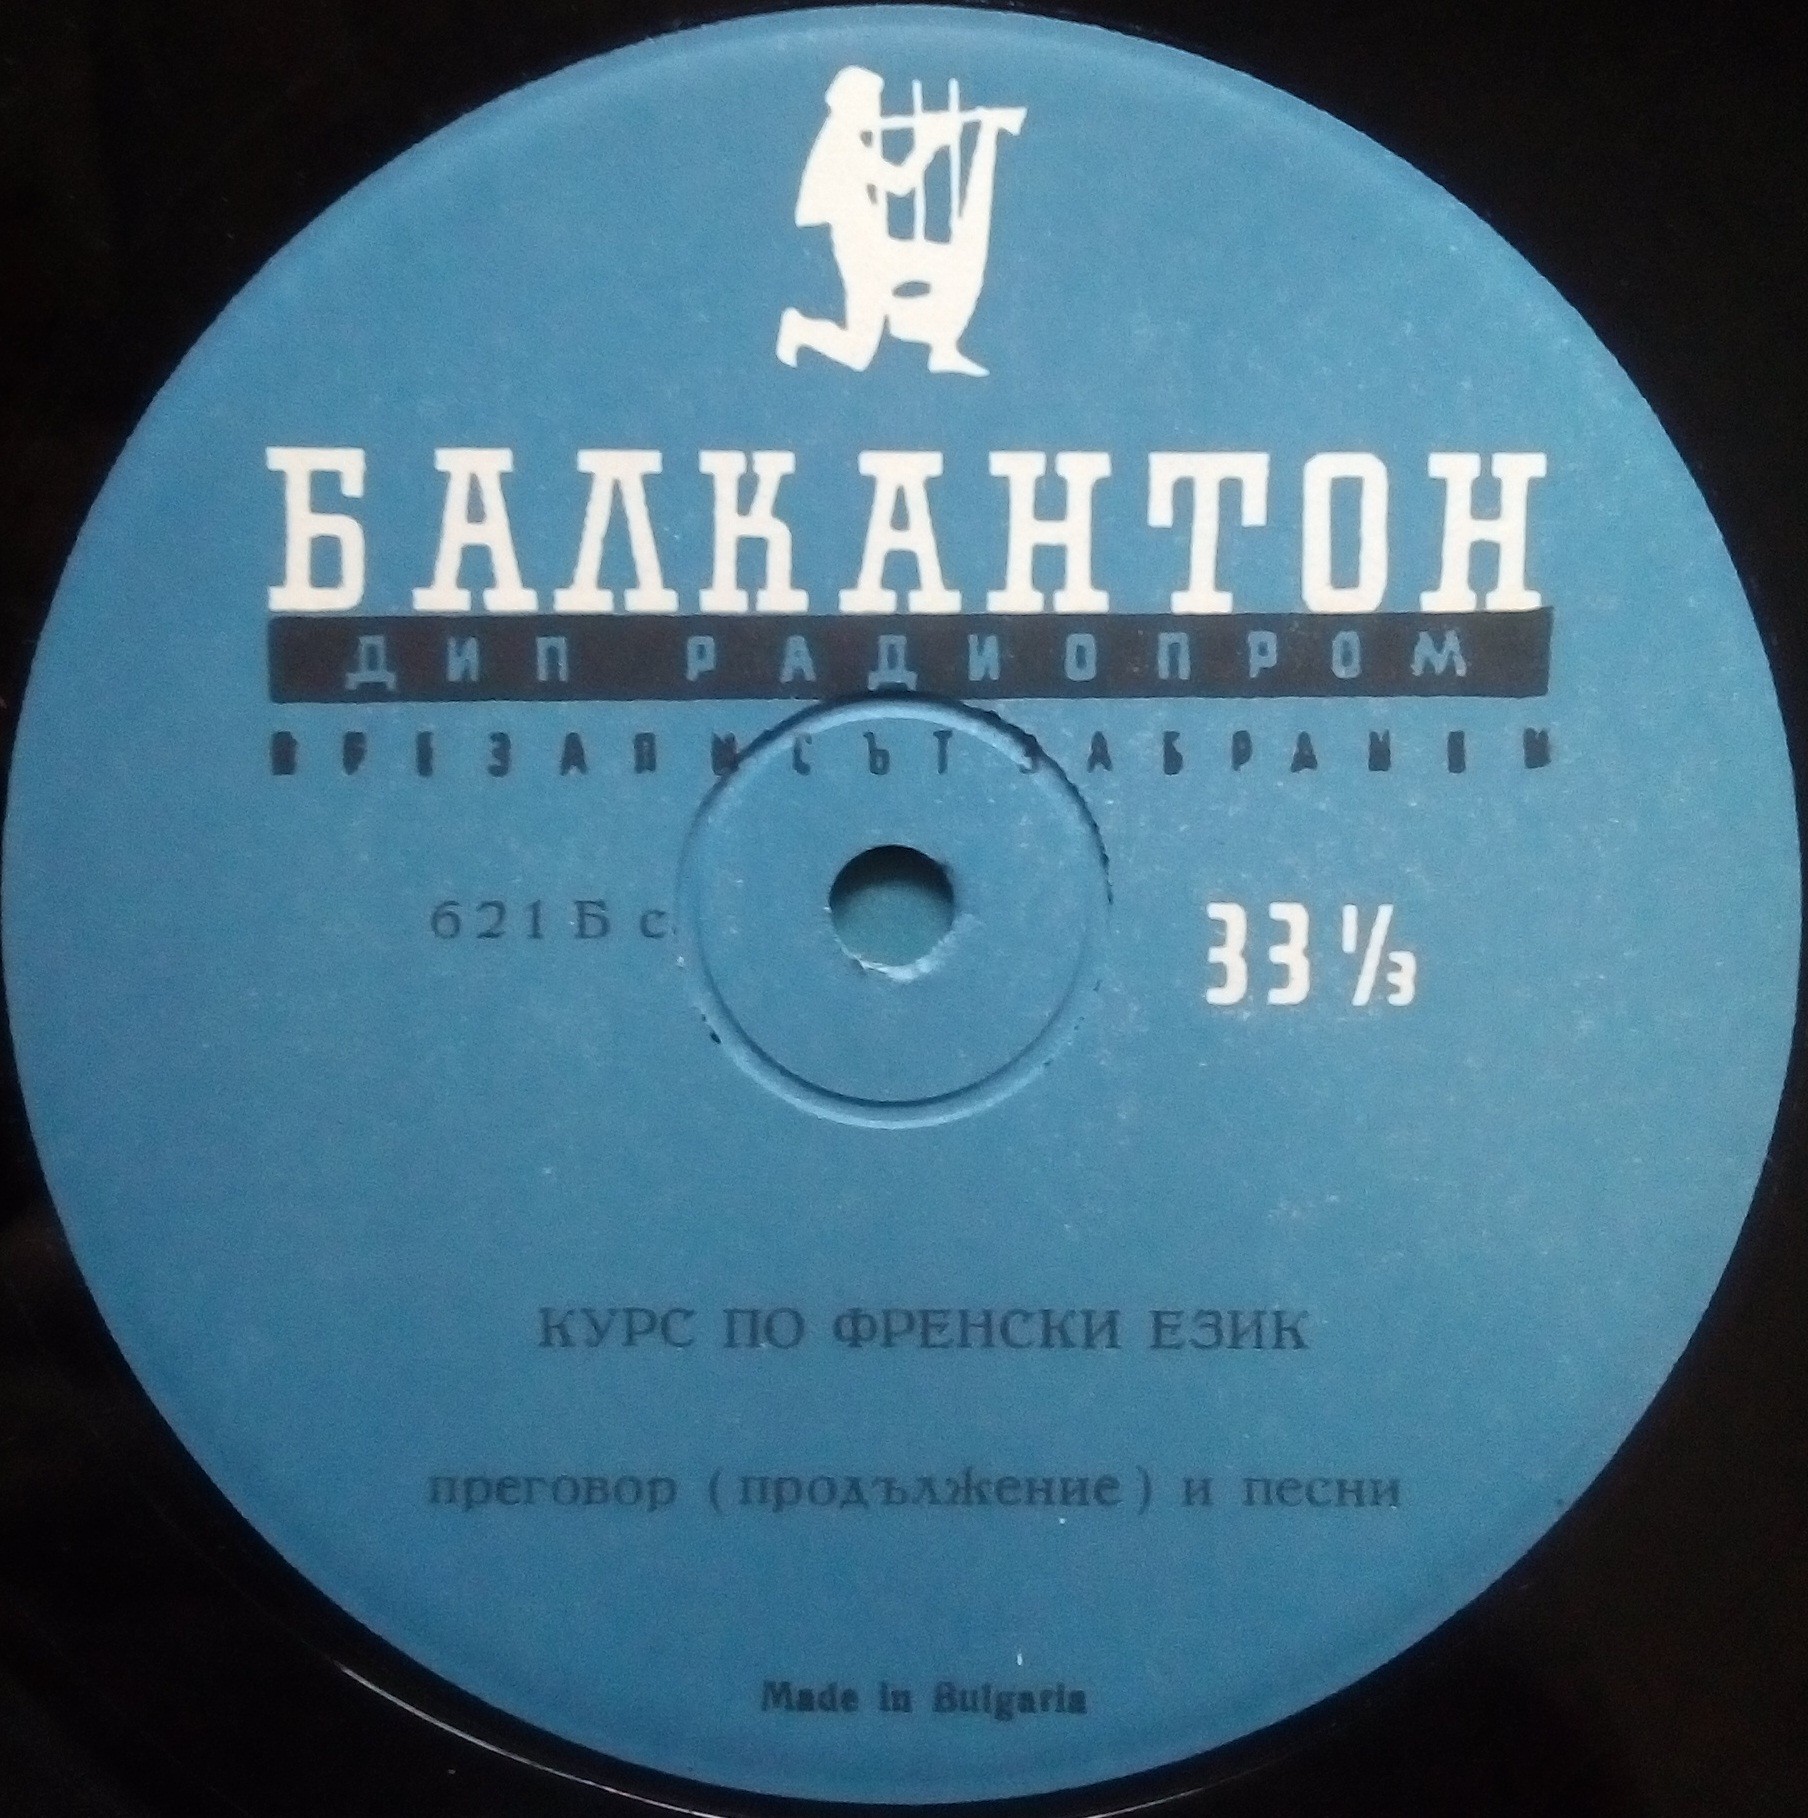 БАЛКАНТОН
ДИП РАДИОПРОМ
ПРЕЗАПИСЪТ ЗАБРАНЕН
621 Б с
33 1/3
КУРС ПО ФРЕНСКИ ЕЗИК
преговор (продължение) и песни
Made in Bulgaria